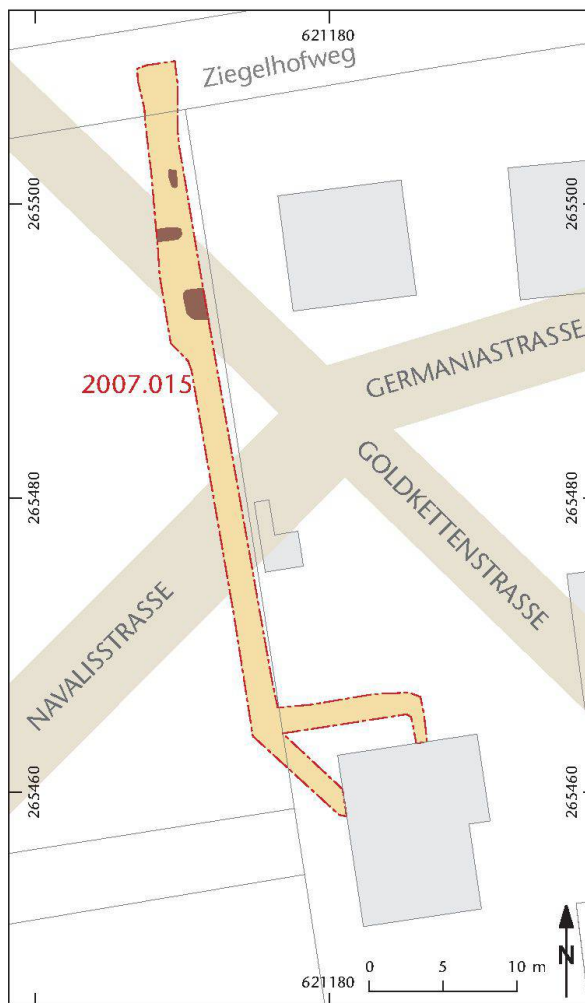 621180
Ziegelhofweg
265500
265500
GERMANIASTRASSE
2007.015
GOLDKETTENSTRASSE
265480
265480
NAVALISSTRASSE
265460
265460
N
0 5 10 m
621180